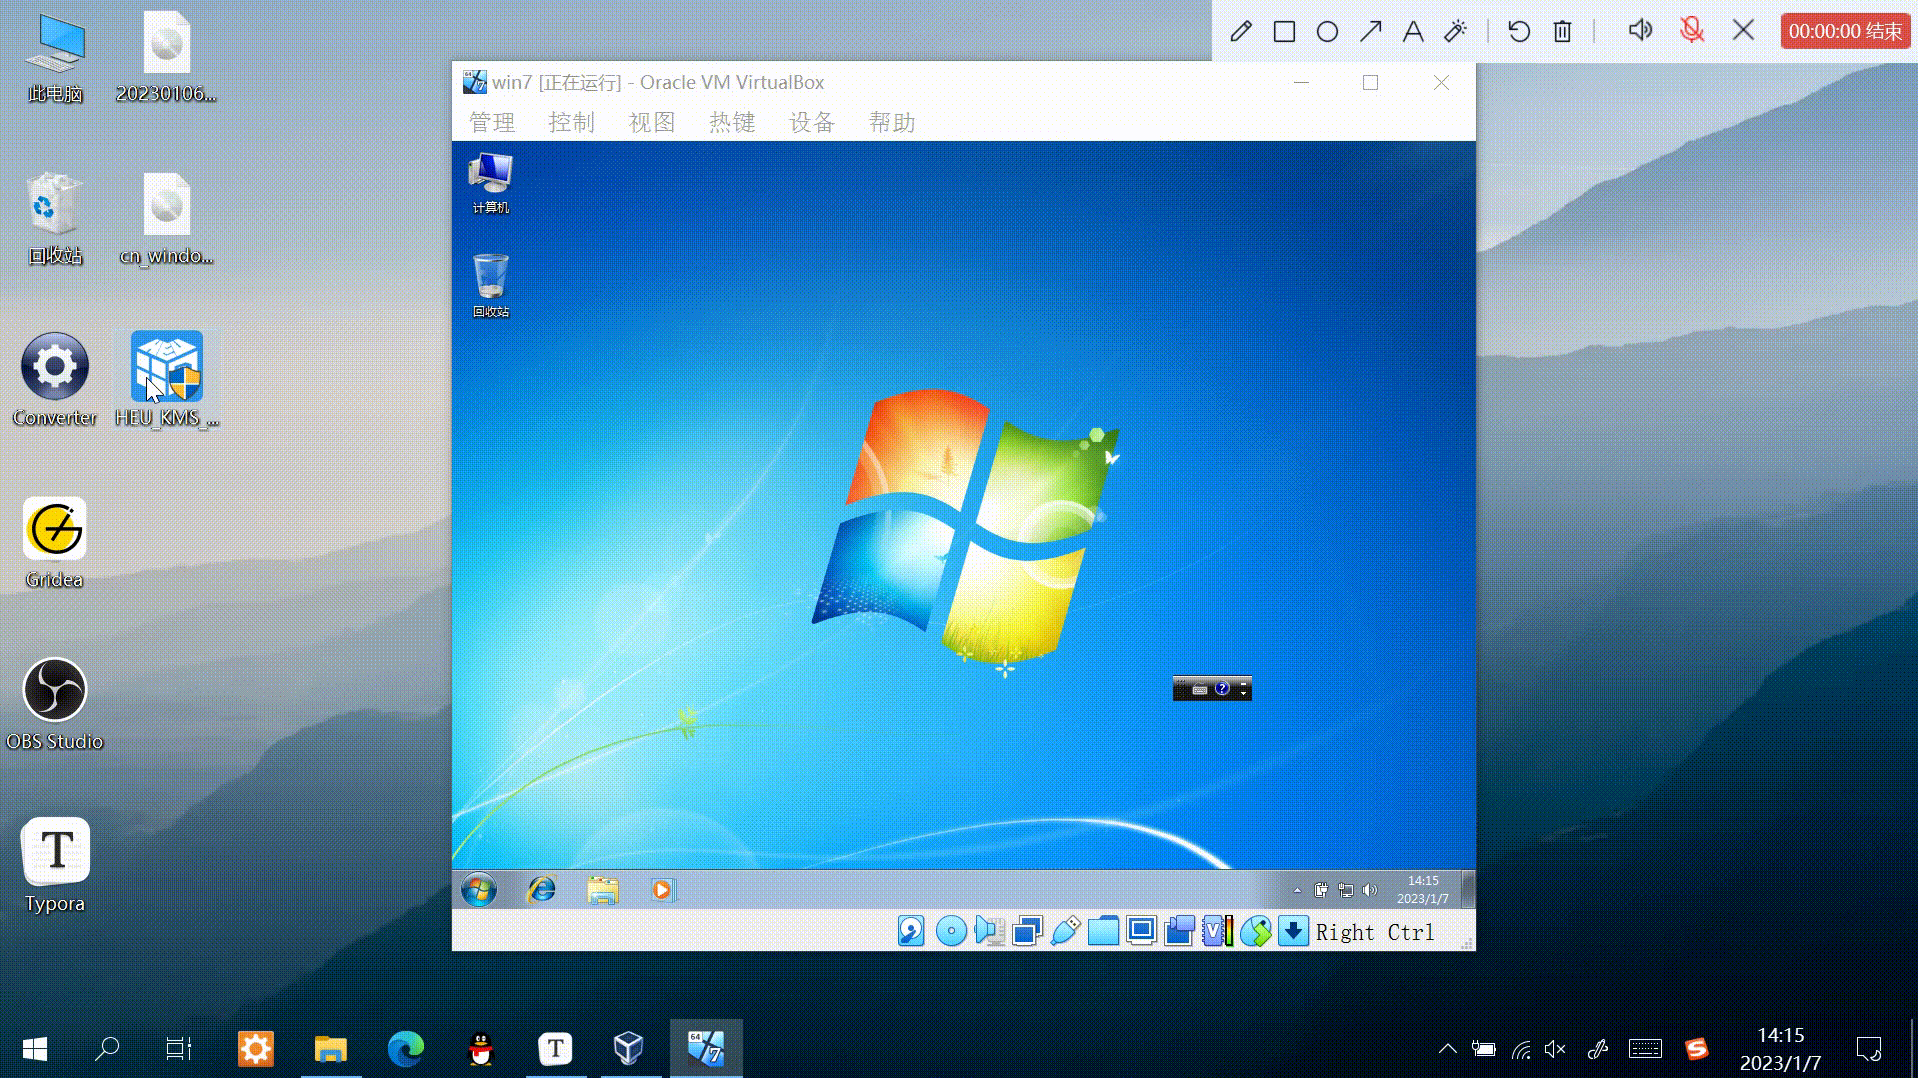 00:00:00 结束
此电脑
20230106...
回收站
cn_windo...
Converter
HEU_KMS_...
Gridea
OBS Studio
Typora
win7 [正在运行] - Oracle VM VirtualBox
管理 控制 视图 热键 设备 帮助
计算机
回收站
14:15
2023/1/7
Right Ctrl
14:15
2023/1/7